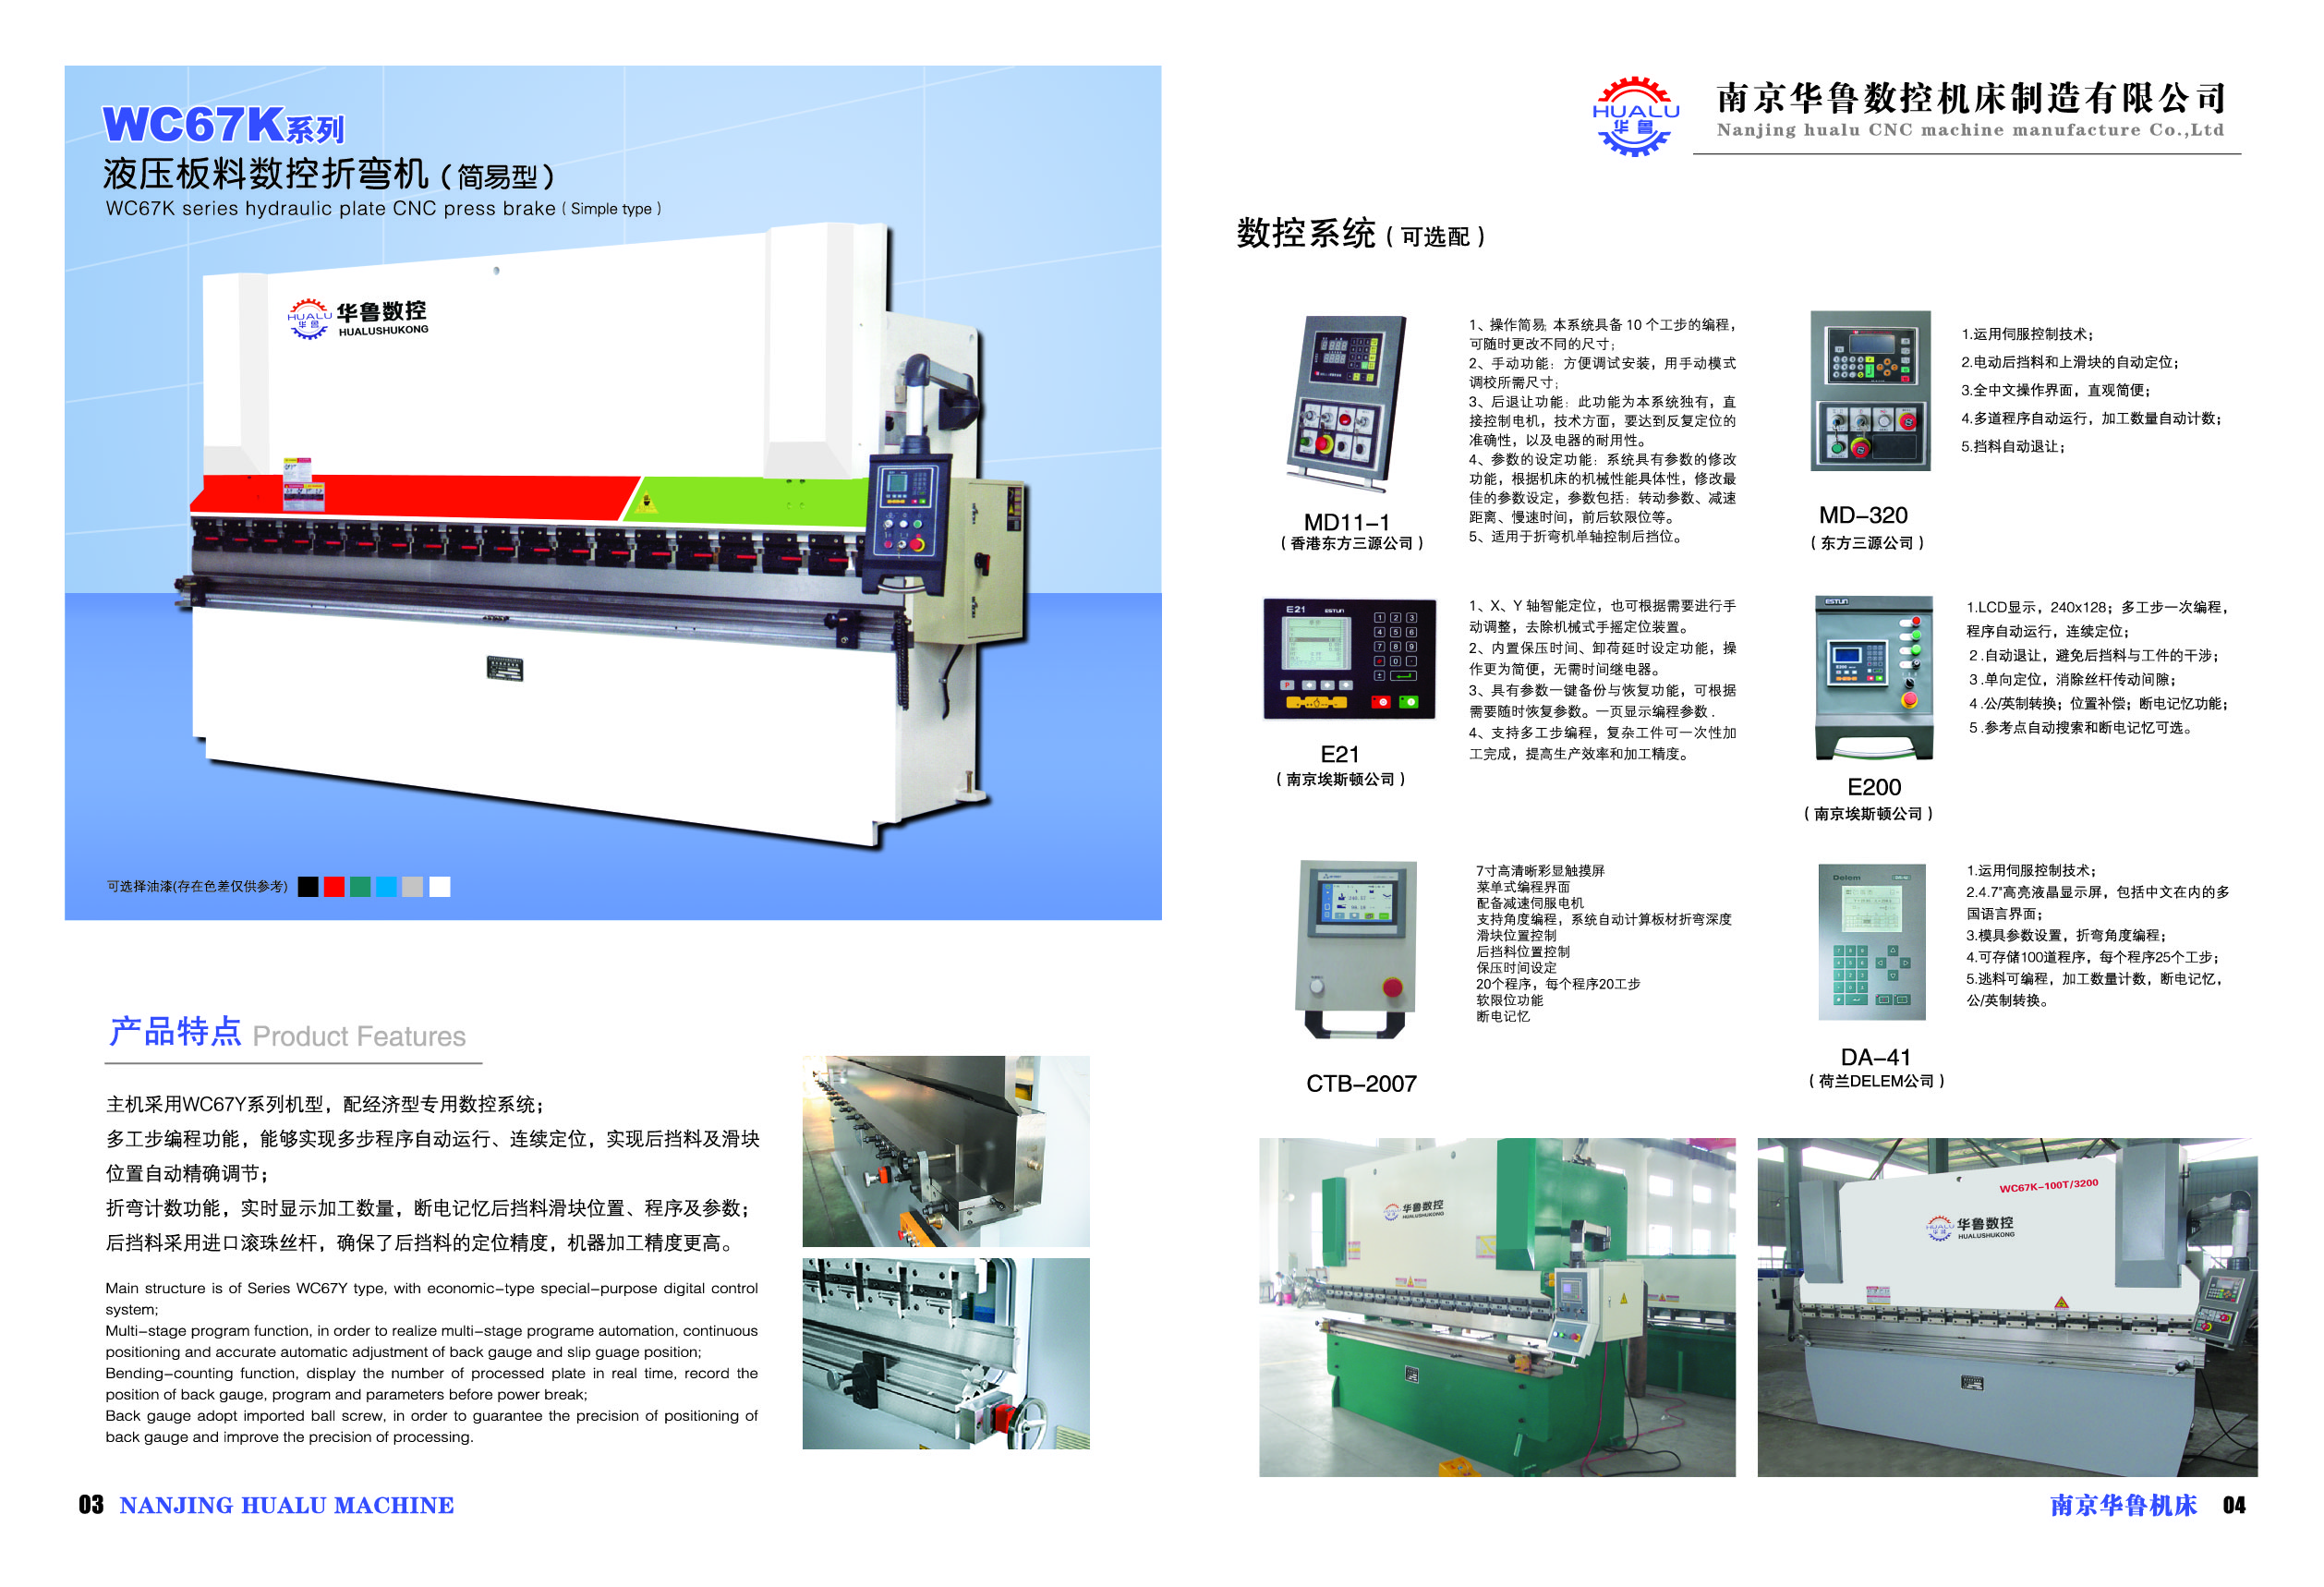 WC67K系列
液压板料数控折弯机（简易型）
WC67K series hydraulic plate CNC press brake ( Simple type )
HUALU
华鲁
华鲁数控
HUALUSHUKONG
可选择油漆(存在色差仅供参考)
产品特点 Product Features
主机采用WC67Y系列机型，配经济型专用数控系统；
多工步编程功能，能够实现多步程序自动运行、连续定位，实现后挡料及滑块
位置自动精确调节；
折弯计数功能，实时显示加工数量，断电记忆后挡料滑块位置、程序及参数；
后挡料采用进口滚珠丝杆，确保了后挡料的定位精度，机器加工精度更高。
Main structure is of Series WC67Y type, with economic-type special-purpose digital control
system;
Multi-stage program function, in order to realize multi-stage programe automation, continuous
positioning and accurate automatic adjustment of back gauge and slip guage position;
Bending-counting function, display the number of processed plate in real time, record the
position of back gauge, program and parameters before power break;
Back gauge adopt imported ball screw, in order to guarantee the precision of positioning of
back gauge and improve the precision of processing.
03 NANJING HUALU MACHINE
HUALU
华鲁
南京华鲁数控机床制造有限公司
Nanjing hualu CNC machine manufacture Co.,Ltd
数控系统（可选配）
MD11-1
（香港东方三源公司）
1、操作简易 本系统具备 10 个工步的编程，
可随时更改不同的尺寸；
2、手动功能：方便调试安装，用手动模式
调校所需尺寸；
3、后退让功能：此功能为本系统独有，直
接控制电机，技术方面，要达到反复定位的
准确性，以及电器的耐用性。
4、参数的设定功能：系统具有参数的修改
功能，根据机床的机械性能具体性，修改最
佳的参数设定，参数包括：转动参数、减速
距离、慢速时间，前后软限位等。
5、适用于折弯机单轴控制后挡位。
MD-320
（东方三源公司）
1.运用伺服控制技术；
2.电动后挡料和上滑块的自动定位；
3.全中文操作界面，直观简便；
4.多道程序自动运行，加工数量自动计数；
5.挡料自动退让；
E21 ESTUN
E21
（南京埃斯顿公司）
1、X、Y 轴智能定位，也可根据需要进行手
动调整，去除机械式手摇定位装置。
2、内置保压时间、卸荷延时设定功能，操
作更为简便，无需时间继电器。
3、具有参数一键备份与恢复功能，可根据
需要随时恢复参数。一页显示编程参数．
4、支持多工步编程，复杂工件可一次性加
工完成，提高生产效率和加工精度。
ESTUN
E200
（南京埃斯顿公司）
1.LCD显示，240x128；多工步一次编程，
程序自动运行，连续定位；
2 .自动退让，避免后挡料与工件的干涉；
3 .单向定位，消除丝杆传动间隙；
4 .公/英制转换；位置补偿；断电记忆功能；
5 .参考点自动搜索和断电记忆可选。
CTB-2007
7寸高清晰彩显触摸屏
菜单式编程界面
配备减速伺服电机
支持角度编程，系统自动计算板材折弯深度
滑块位置控制
后挡料位置控制
保压时间设定
20个程序，每个程序20工步
软限位功能
断电记忆
Delem
DA-41
（荷兰DELEM公司）
1.运用伺服控制技术；
2.4.7"高亮液晶显示屏，包括中文在内的多
国语言界面；
3.模具参数设置，折弯角度编程；
4.可存储100道程序，每个程序25个工步；
5.逃料可编程，加工数量计数，断电记忆，
公/英制转换。
华鲁数控
HUALUSHUKONG
WC67K-100T/3200
华鲁数控
HUALUSHUKONG
南京华鲁机床 04